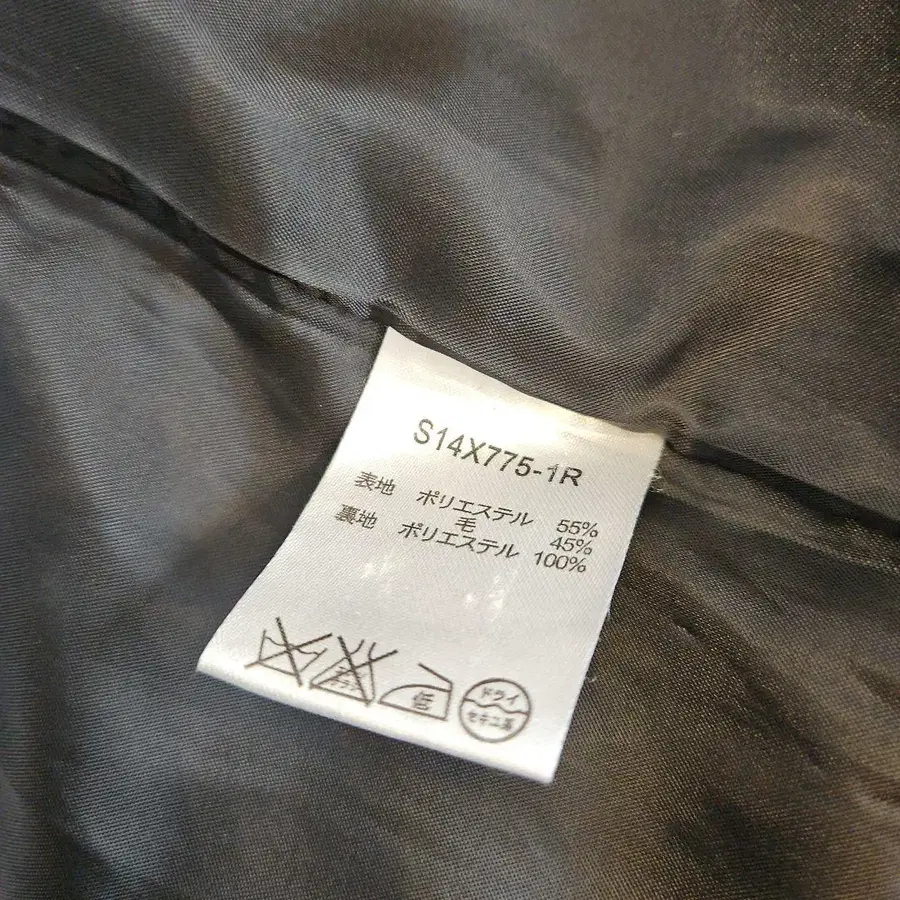 S14X775-1R
表地 ポリエステル 55%
毛 45%
裏地 ポリエステル 100%
低
ドライ
セキユ系